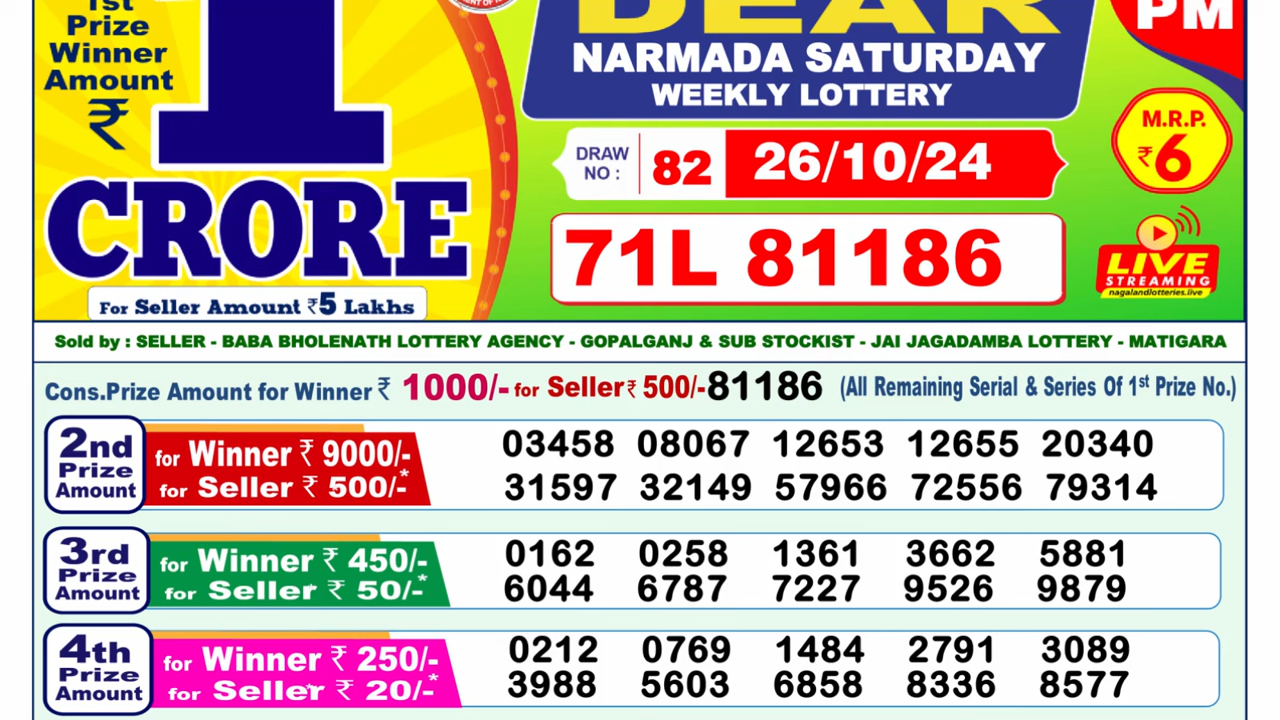 1st
Prize
Winner
Amount
₹
1
CRORE
For Seller Amount ₹5 Lakhs
DEAR
NARMADA SATURDAY
WEEKLY LOTTERY
PM
DRAW NO : 82 26/10/24
M.R.P.
₹6
71L 81186
LIVE
STREAMING
nagalandlotteries.live
Sold by : SELLER - BABA BHOLENATH LOTTERY AGENCY - GOPALGANJ & SUB STOCKIST - JAI JAGADAMBA LOTTERY - MATIGARA
Cons.Prize Amount for Winner ₹ 1000/- for Seller ₹ 500/-81186 (All Remaining Serial & Series Of 1st Prize No.)
2nd
Prize
Amount
for Winner ₹ 9000/-
for Seller ₹ 500/-*
03458 08067 12653 12655 20340
31597 32149 57966 72556 79314
3rd
Prize
Amount
for Winner ₹ 450/-
for Seller ₹ 50/-*
0162 0258 1361 3662 5881
6044 6787 7227 9526 9879
4th
Prize
Amount
for Winner ₹ 250/-
for Seller ₹ 20/-*
0212 0769 1484 2791 3089
3988 5603 6858 8336 8577